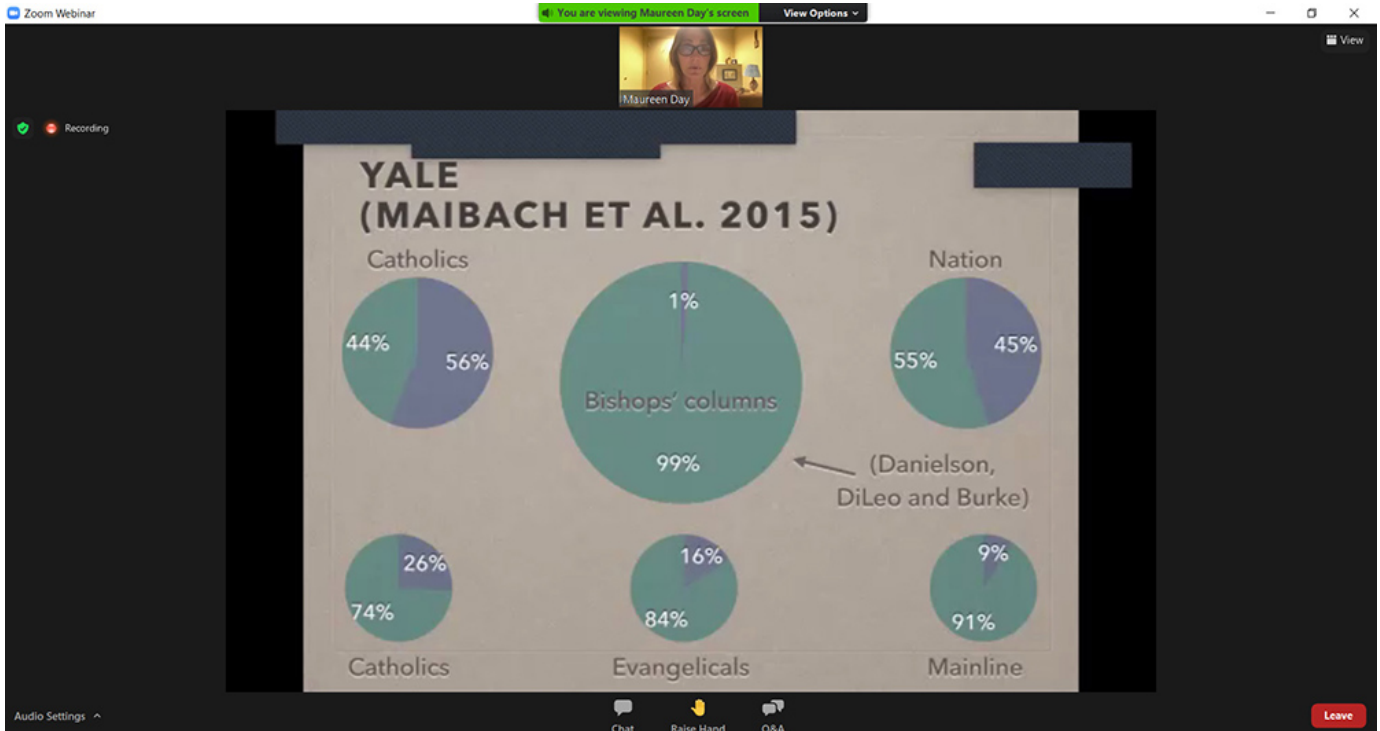 Zoom Webinar
You are viewing Maureen Day's screen
View Options
View
Maureen Day
Recording
YALE
(MAIBACH ET AL. 2015)
Catholics
Nation
1%
44%
56%
55%
45%
Bishops' columns
99%
(Danielson,
DiLeo and Burke)
26%
74%
16%
84%
9%
91%
Catholics
Evangelicals
Mainline
Audio Settings
Chat
Raise Hand
Q&A
Leave